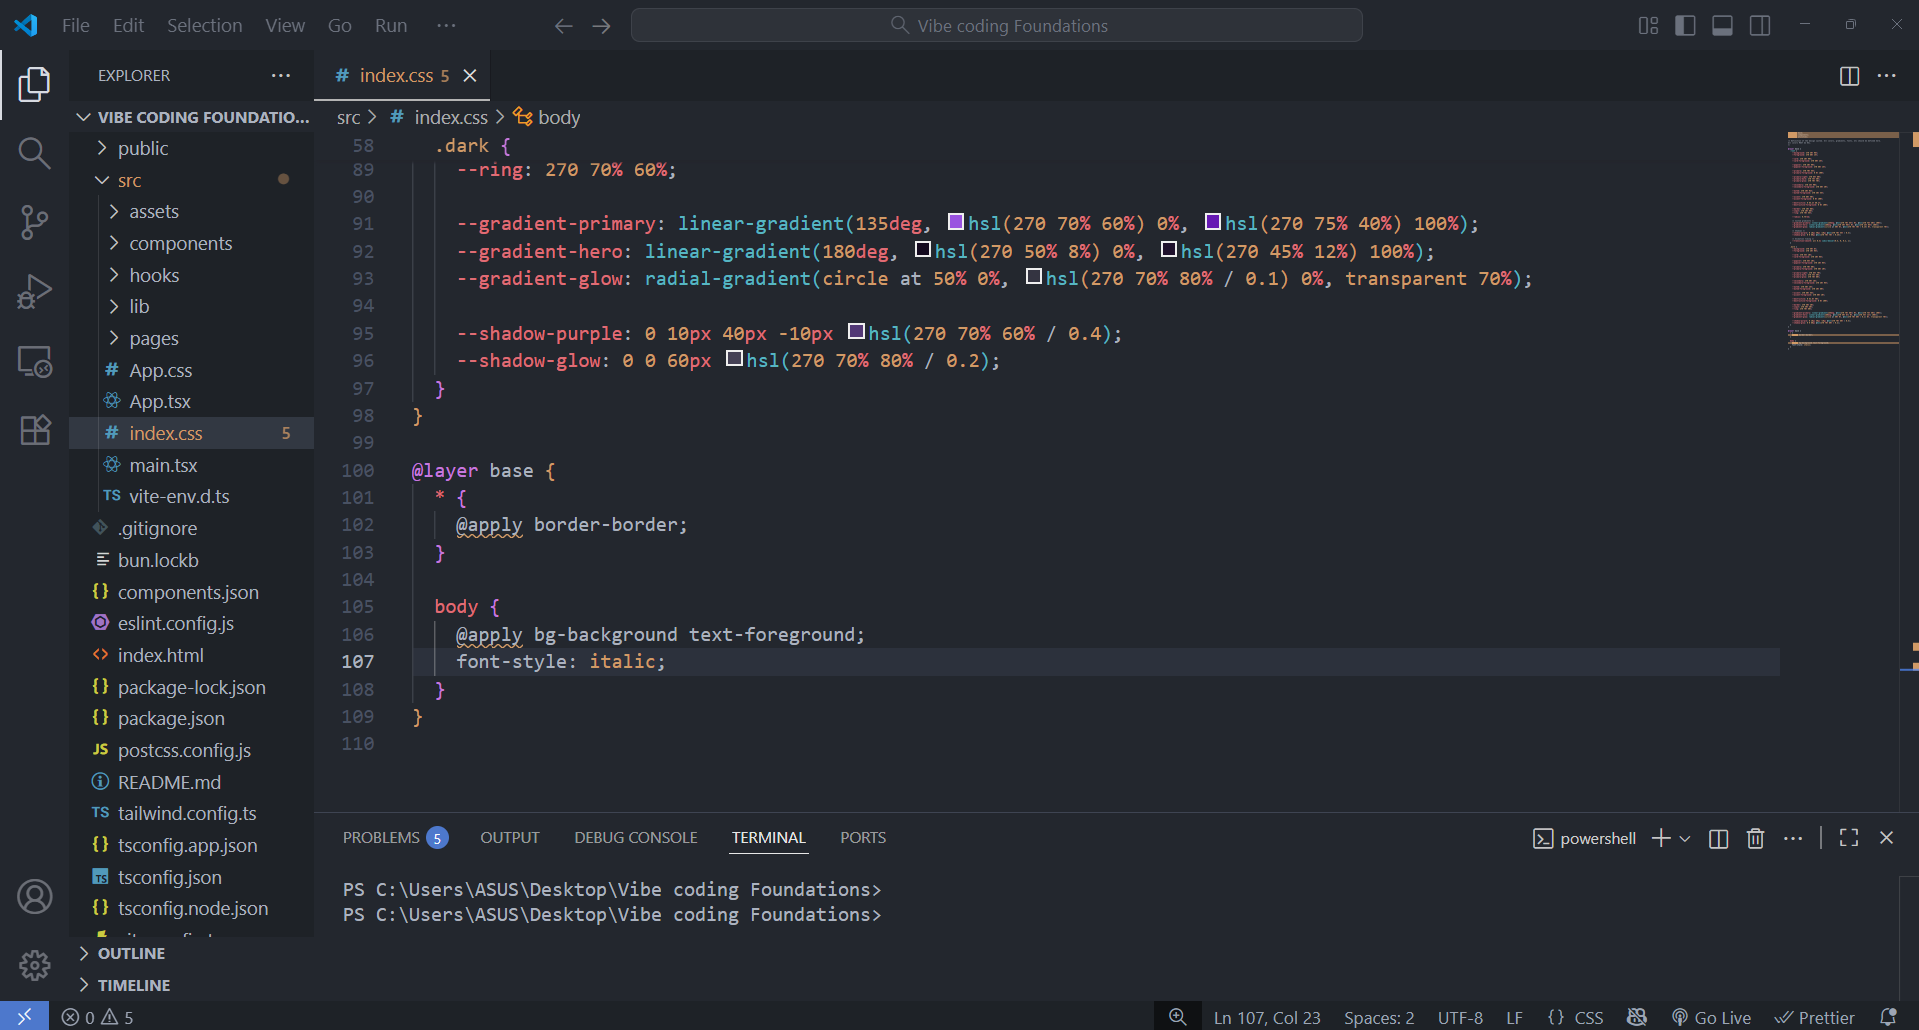 File Edit Selection View Go Run ···
Vibe coding Foundations
EXPLORER ···
VIBE CODING FOUNDATIO...
public
src
assets
components
hooks
lib
pages
# App.css
App.tsx
# index.css 5
main.tsx
TS vite-env.d.ts
.gitignore
bun.lockb
{} components.json
eslint.config.js
<> index.html
{} package-lock.json
{} package.json
JS postcss.config.js
README.md
TS tailwind.config.ts
{} tsconfig.app.json
TS tsconfig.json
{} tsconfig.node.json
OUTLINE
TIMELINE
# index.css 5
src > # index.css > body
58 .dark {
89 --ring: 270 70% 60%;
90
91 --gradient-primary: linear-gradient(135deg, hsl(270 70% 60%) 0%, hsl(270 75% 40%) 100%);
92 --gradient-hero: linear-gradient(180deg, hsl(270 50% 8%) 0%, hsl(270 45% 12%) 100%);
93 --gradient-glow: radial-gradient(circle at 50% 0%, hsl(270 70% 80% / 0.1) 0%, transparent 70%);
94
95 --shadow-purple: 0 10px 40px -10px hsl(270 70% 60% / 0.4);
96 --shadow-glow: 0 0 60px hsl(270 70% 80% / 0.2);
97 }
98 }
99
100 @layer base {
101 * {
102 @apply border-border;
103 }
104
105 body {
106 @apply bg-background text-foreground;
107 font-style: italic;
108 }
109 }
110
PROBLEMS 5 OUTPUT DEBUG CONSOLE TERMINAL PORTS
powershell
PS C:\Users\ASUS\Desktop\Vibe coding Foundations>
PS C:\Users\ASUS\Desktop\Vibe coding Foundations>
0 5
Ln 107, Col 23 Spaces: 2 UTF-8 LF {} CSS Go Live Prettier